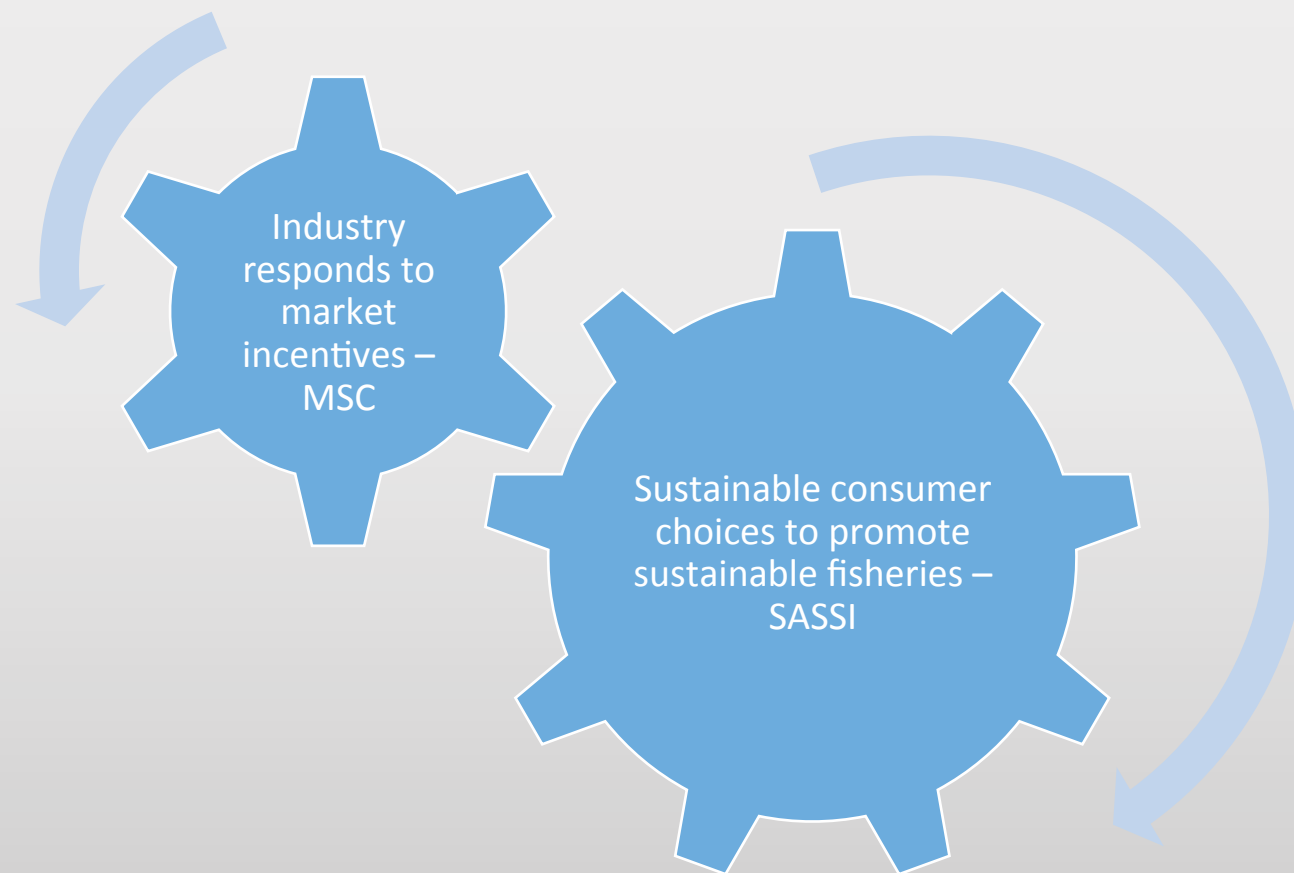 Industry
responds to
market
incentives –
MSC
Sustainable consumer
choices to promote
sustainable fisheries –
SASSI